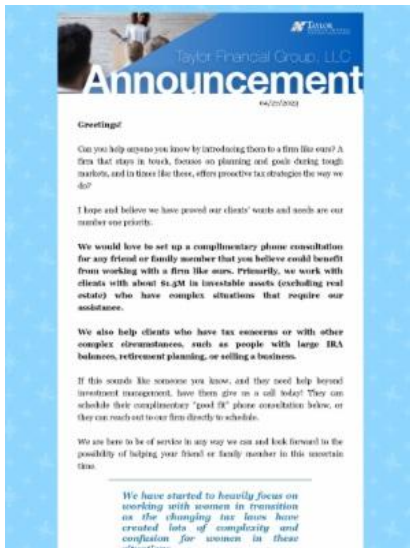 TAYLOR
Taylor Financial Group, LLC
Announcement
04/27/2023
Greetings!
Can you help anyone you know by introducing them to a firm like ours? A
firm that stays in touch, focuses on planning and goals during tough
markets, and in times like these, offers proactive tax strategies the way we
do?
I hope and believe we have proved our clients' wants and needs are our
number one priority.
We would love to set up a complimentary phone consultation
for any friend or family member that you believe could benefit
from working with a firm like ours. Primarily, we work with
clients with about $1.5M in investable assets (excluding real
estate) who have complex situations that require our
assistance.
We also help clients who have tax concerns or with other
complex circumstances, such as people with large IRA
balances, retirement planning, or selling a business.
If this sounds like someone you know, and they need help beyond
investment management, have them give us a call today! They can
schedule their complimentary "good fit" phone consultation below, or
they can reach out to our firm directly to schedule.
We are here to be of service in any way we can and look forward to the
possibility of helping your friend or family member in this uncertain
time.
We have started to heavily focus on
working with women in transition
as the changing tax laws have
created lots of complexity and
confusion for women in these